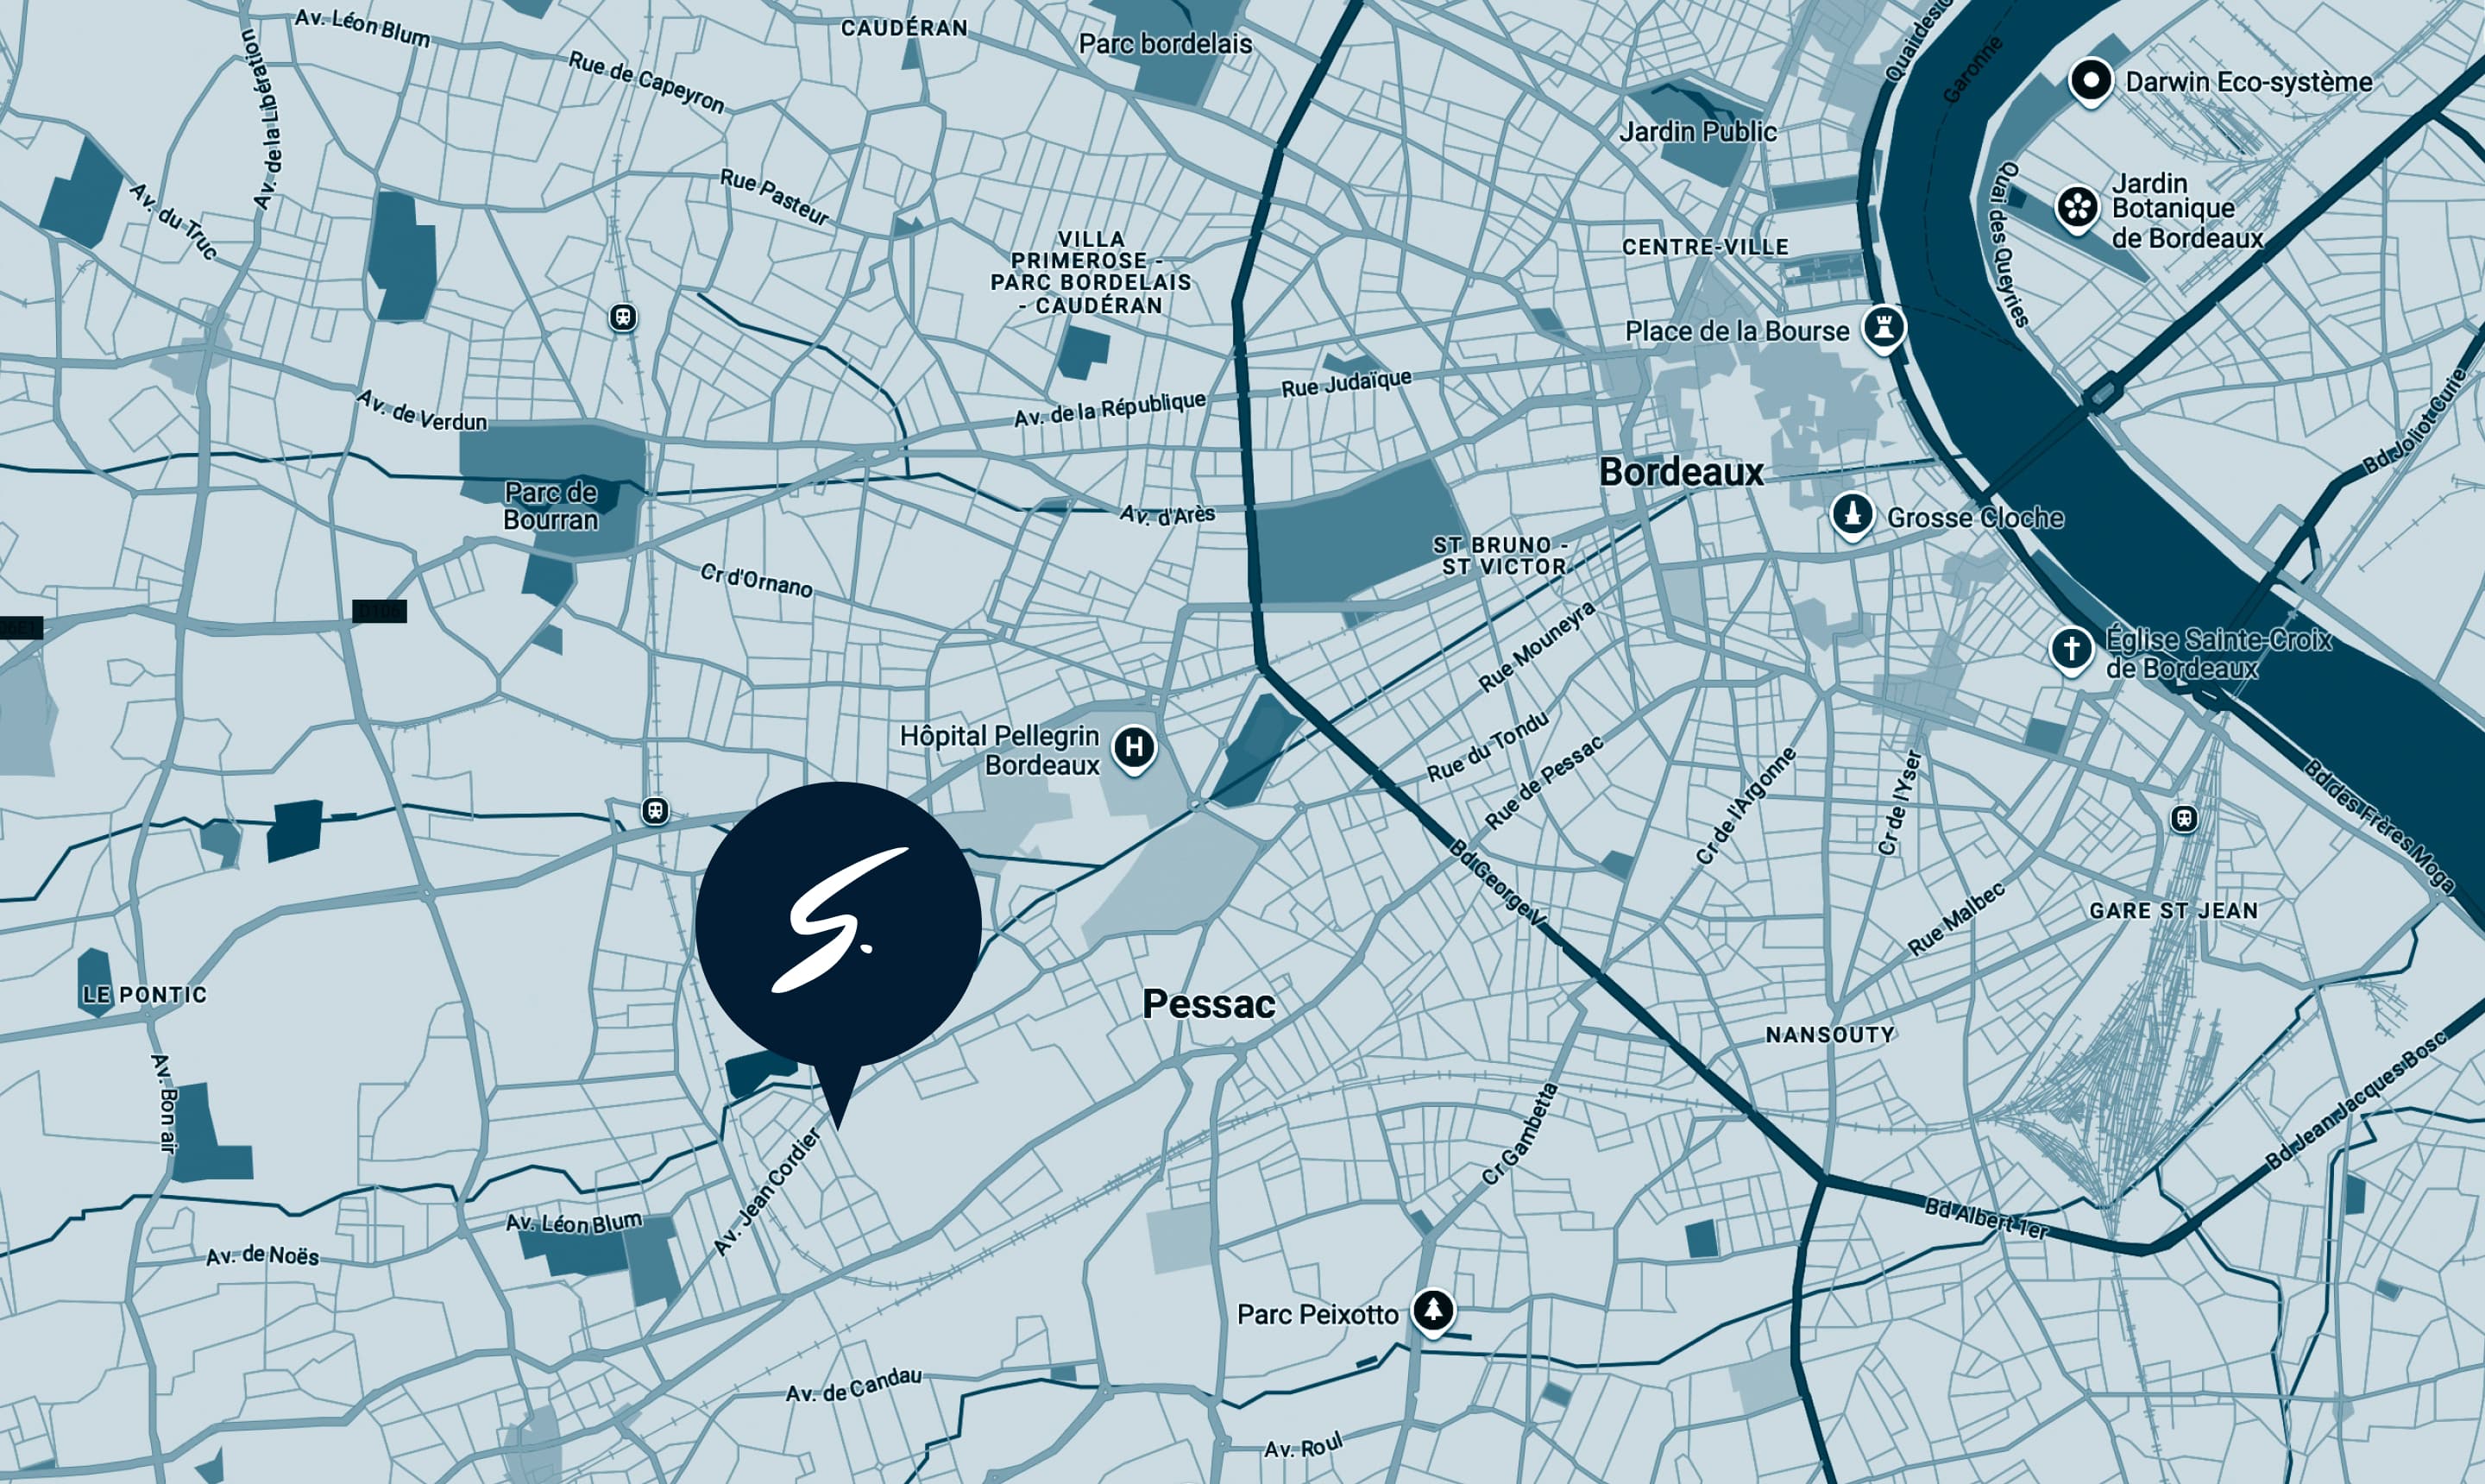 Av. Léon Blum
CAUDÉRAN
Parc bordelais
Garonne
Darwin Eco-système
Rue de Capeyron
Av. de la Libération
Jardin Public
Av. du Truc
Rue Pasteur
Quai des Queyries
Jardin
Botanique
de Bordeaux
VILLA
PRIMEROSE -
PARC BORDELAIS
- CAUDÉRAN
CENTRE-VILLE
Place de la Bourse
Av. de Verdun
Av. de la République
Rue Judaïque
Bd Joliot Curie
Bordeaux
Parc de
Bourran
Av. d'Arès
Grosse Cloche
ST BRUNO -
ST VICTOR
Cr d'Ornano
D106
Rue Mouneyra
Église Sainte-Croix
de Bordeaux
Hôpital Pellegrin
Bordeaux
H
Rue du Tondu
Rue de Pessac
Cr de l'Argonne
Cr de l'Yser
Bd des Frères Moga
Bd George V
S.
Rue Malbec
GARE ST JEAN
LE PONTIC
Pessac
NANSOUTY
Av. Bon air
Av. Jean Cordier
Cr Gambetta
Bd Jean Jacques Bosc
Av. Léon Blum
Bd Albert 1er
Av. de Noës
Parc Peixotto
Av. de Candau
Av. Roul